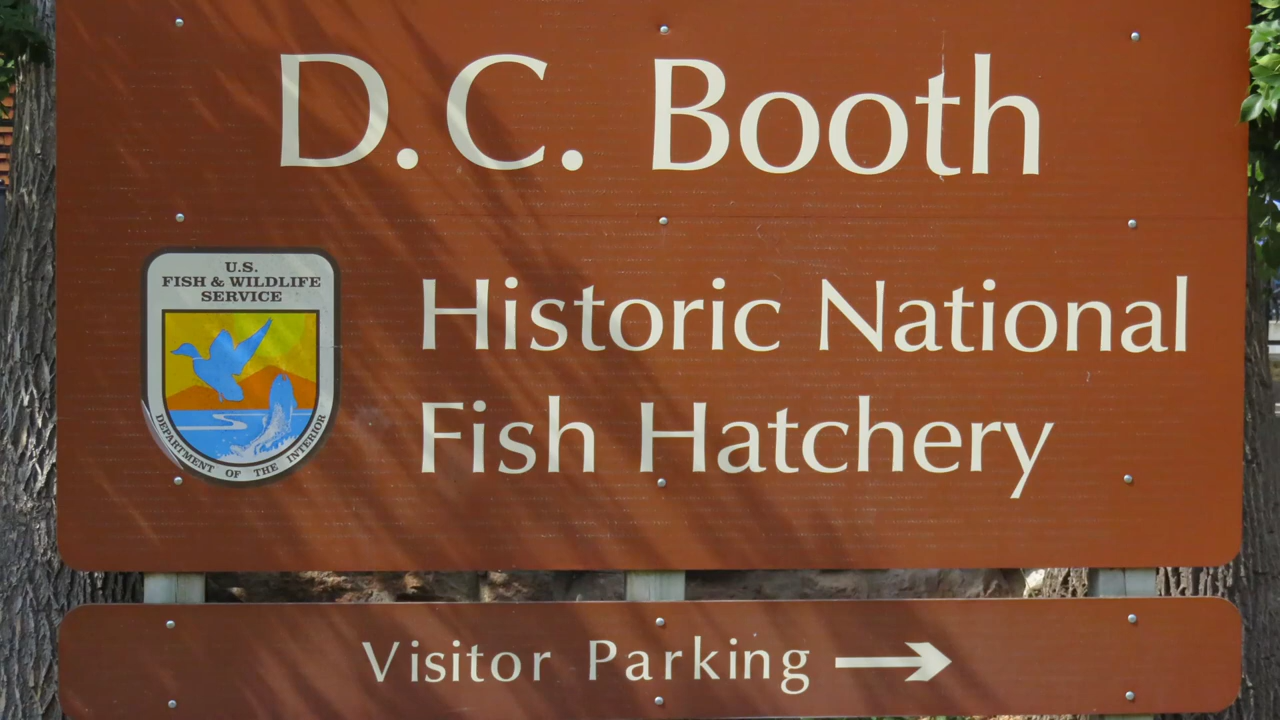 D.C. Booth
U.S.
FISH & WILDLIFE
SERVICE
DEPARTMENT OF THE INTERIOR
Historic National
Fish Hatchery
Visitor Parking →